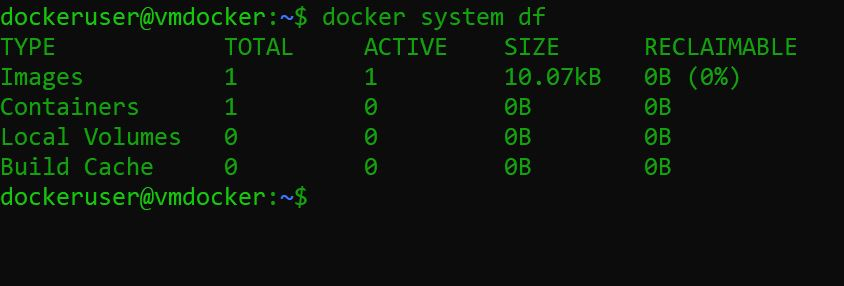 dockeruser@vmdocker:~$ docker system df
TYPE            TOTAL     ACTIVE    SIZE      RECLAIMABLE
Images          1         1         10.07kB   0B (0%)
Containers      1         0         0B        0B
Local Volumes   0         0         0B        0B
Build Cache     0         0         0B        0B
dockeruser@vmdocker:~$